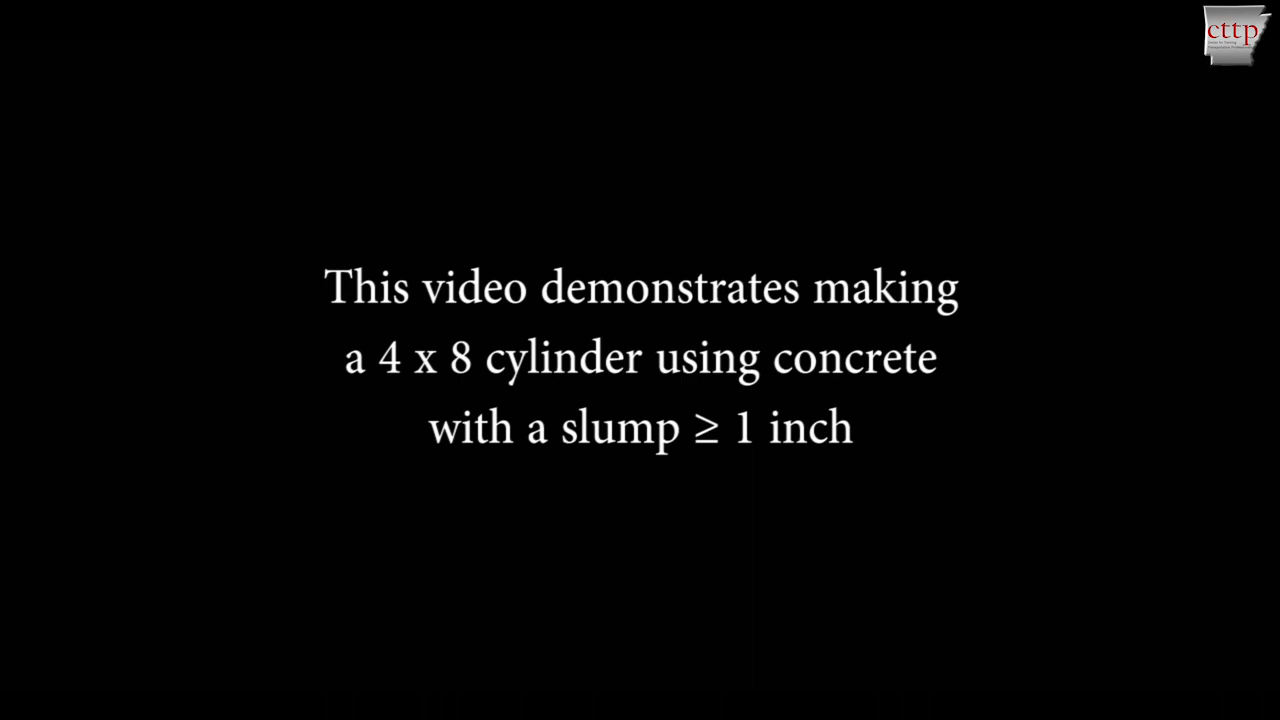 cttp
This video demonstrates making
a 4 x 8 cylinder using concrete
with a slump ≥ 1 inch